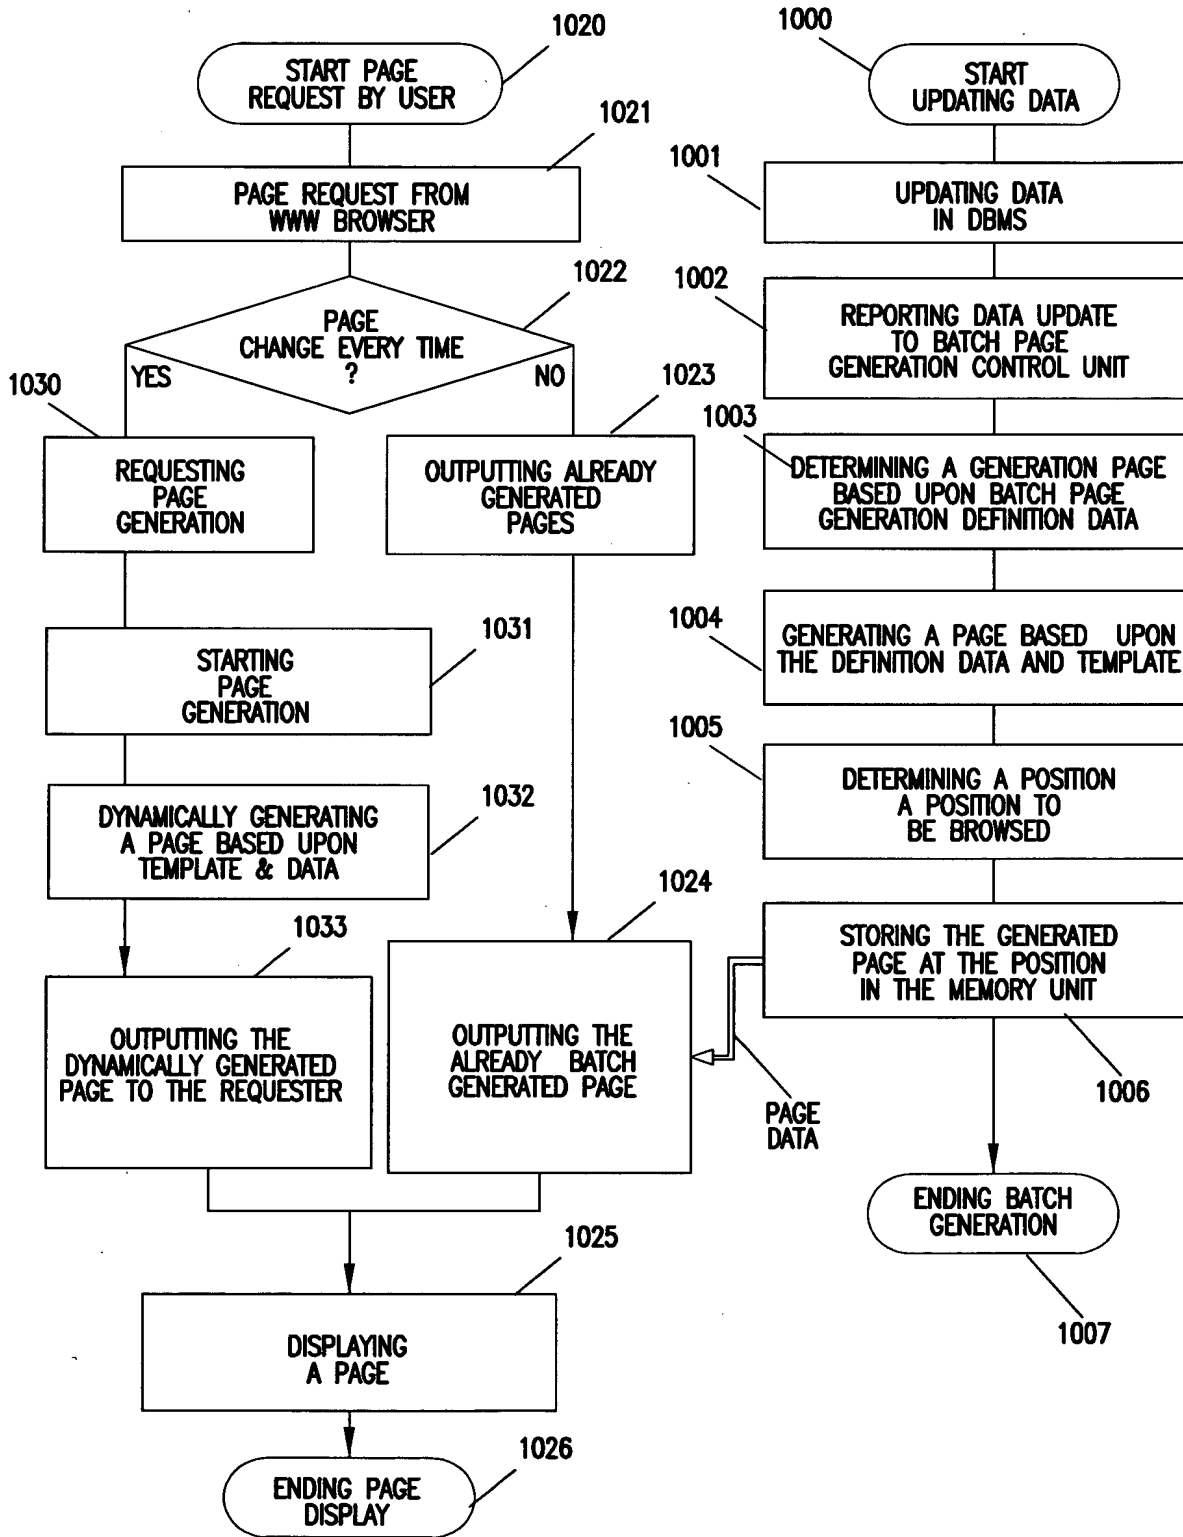 1020
START PAGE
REQUEST BY USER
1021
PAGE REQUEST FROM
WWW BROWSER
1022
PAGE
CHANGE EVERY TIME
?
YES
NO
1030
REQUESTING
PAGE
GENERATION
1023
OUTPUTTING ALREADY
GENERATED
PAGES
1031
STARTING
PAGE
GENERATION
1032
DYNAMICALLY GENERATING
A PAGE BASED UPON
TEMPLATE & DATA
1033
OUTPUTTING THE
DYNAMICALLY GENERATED
PAGE TO THE REQUESTER
1024
OUTPUTTING THE
ALREADY BATCH
GENERATED PAGE
1025
DISPLAYING
A PAGE
1026
ENDING PAGE
DISPLAY
1000
START
UPDATING DATA
1001
UPDATING DATA
IN DBMS
1002
REPORTING DATA UPDATE
TO BATCH PAGE
GENERATION CONTROL UNIT
1003
DETERMINING A GENERATION PAGE
BASED UPON BATCH PAGE
GENERATION DEFINITION DATA
1004
GENERATING A PAGE BASED UPON
THE DEFINITION DATA AND TEMPLATE
1005
DETERMINING A POSITION
A POSITION TO
BE BROWSED
STORING THE GENERATED
PAGE AT THE POSITION
IN THE MEMORY UNIT
1006
PAGE
DATA
ENDING BATCH
GENERATION
1007